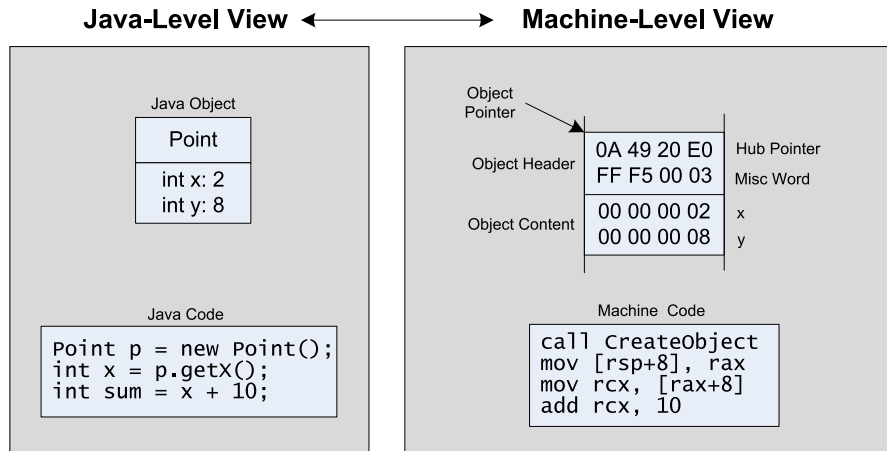 Java-Level View
Machine-Level View
Java Object
Point
int x: 2
int y: 8
Java Code
Point p = new Point();
int x = p.getX();
int sum = x + 10;
Object
Pointer
Object Header
0A 49 20 E0
Hub Pointer
FF F5 00 03
Misc Word
Object Content
00 00 00 02
x
00 00 00 08
y
Machine Code
call CreateObject
mov [rsp+8], rax
mov rcx, [rax+8]
add rcx, 10